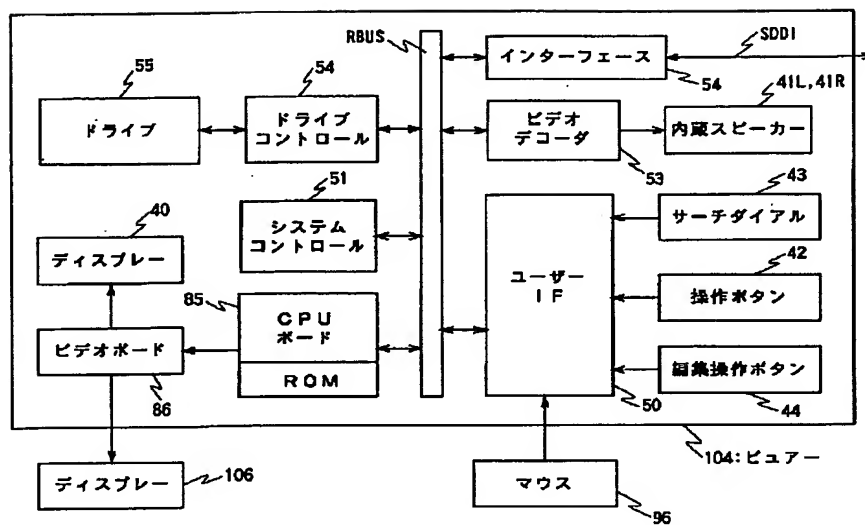 RBUS
SDDI
インターフェース
54
55
ドライブ
54
ドライブ
コントロール
ビデオ
デコーダ
53
41L,41R
内蔵スピーカー
51
システム
コントロール
40
ディスプレー
43
サーチダイアル
ユーザー
IF
50
42
操作ボタン
85
CPU
ボード
ROM
ビデオボード
86
編集操作ボタン
44
104:ビュアー
ディスプレー
106
マウス
96